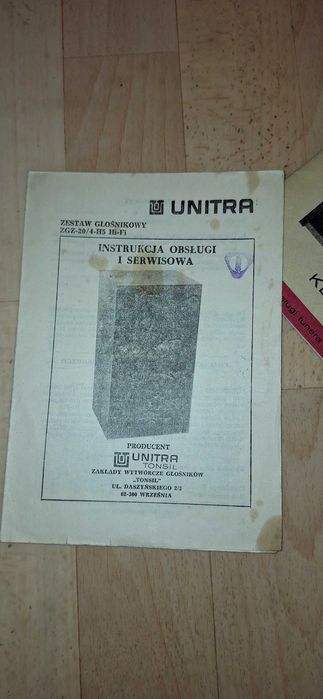 UNITRA
ZESTAW GŁOŚNIKOWY
ZGZ-20/4-H5 Hi-Fi
INSTRUKCJA OBSŁUGI
I SERWISOWA
PRODUCENT
UNITRA
TONSIL
ZAKŁADY WYTWÓRCZE GŁOŚNIKÓW
„TONSIL"
UL. DASZYŃSKIEGO 2/3
62-300 WRZEŚNIA
tunera